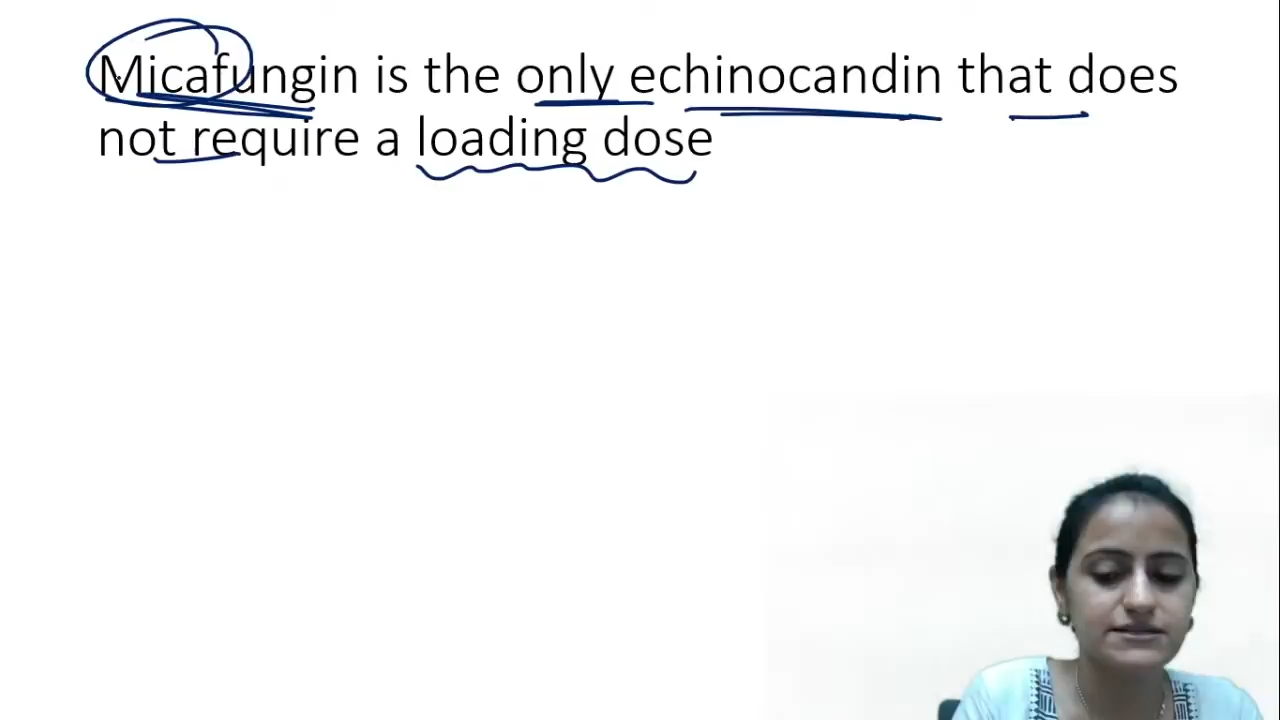 Micafungin is the only echinocandin that does
not require a loading dose